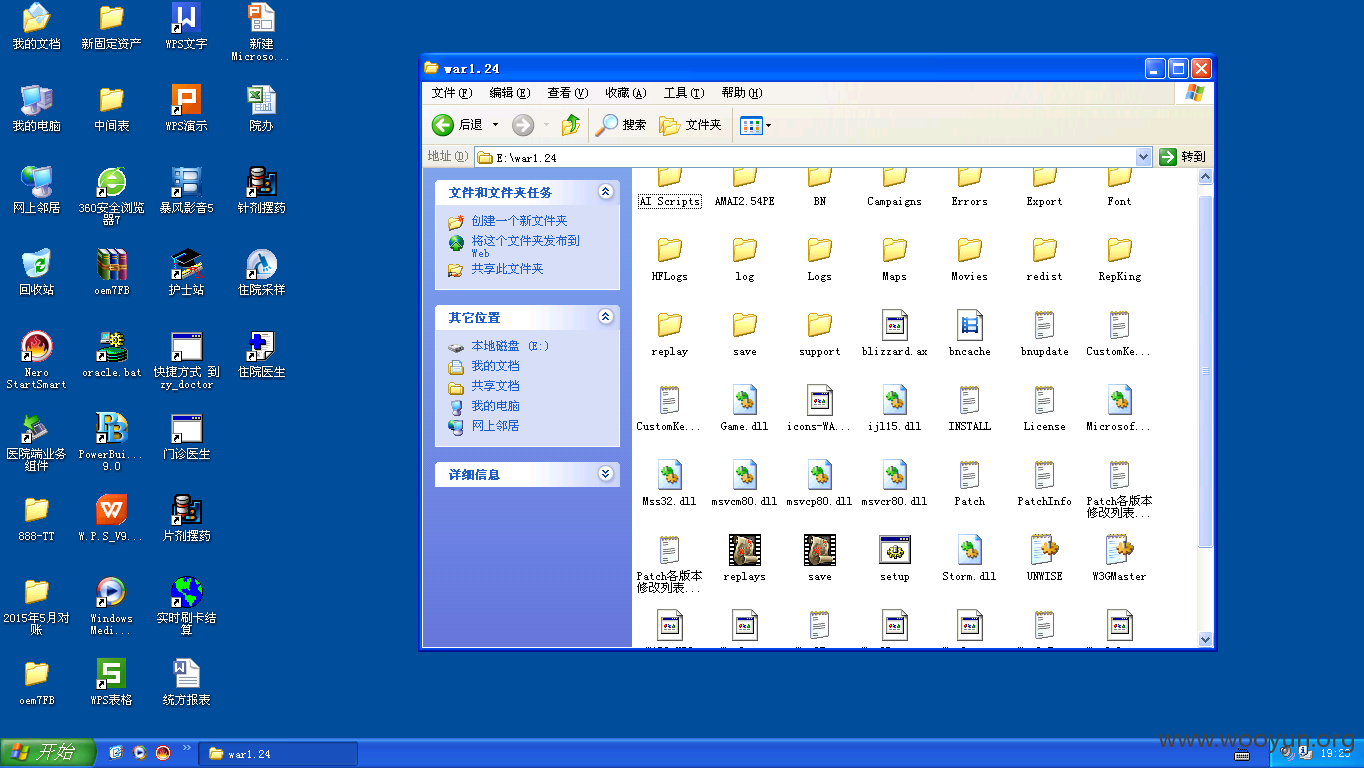 我的文档
新固定资产
WPS文字
新建
Microso...
我的电脑
中间表
WPS演示
院办
网上邻居
360安全浏览
器7
暴风影音5
针剂摆药
回收站
oem7FB
护士站
住院采样
Nero
StartSmart
oracle.bat
快捷方式 到
zy_doctor
住院医生
医院端业务
组件
PowerBui...
9.0
门诊医生
888-TT
W.P.S_V9...
片剂摆药
2015年5月对
账
Windows
Medi...
实时刷卡结
算
oem7FB
WPS表格
统方报表
war1.24
文件(F)
编辑(E)
查看(V)
收藏(A)
工具(T)
帮助(H)
后退
搜索
文件夹
地址(D)
E:\war1.24
转到
文件和文件夹任务
创建一个新文件夹
将这个文件夹发布到
Web
共享此文件夹
其它位置
本地磁盘 (E:)
我的文档
共享文档
我的电脑
网上邻居
详细信息
AI Scripts
AMAI2.54PE
BN
Campaigns
Errors
Export
Font
HFLogs
log
Logs
Maps
Movies
redist
RepKing
replay
save
support
blizzard.ax
bncache
bnupdate
CustomKe...
CustomKe...
Game.dll
icons-WA...
ijl15.dll
INSTALL
License
Microsof...
Mss32.dll
msvcm80.dll
msvcp80.dll
msvcr80.dll
Patch
PatchInfo
Patch各版本
修改列表...
Patch各版本
修改列表...
replays
save
setup
Storm.dll
UNWISE
W3GMaster
开始
war1.24
19:25
www.wooyun.org